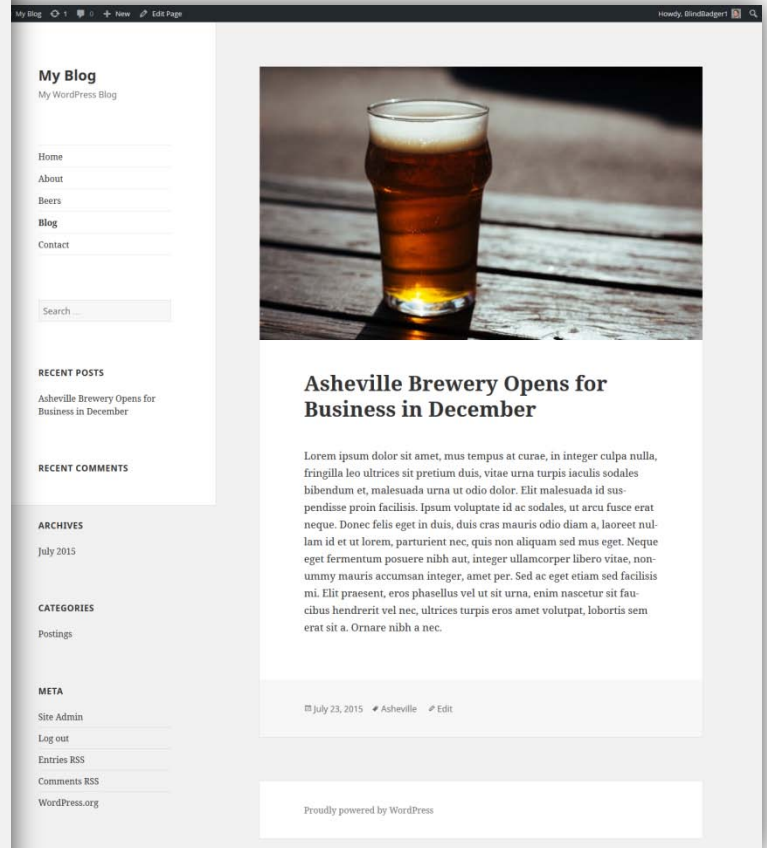 My Blog 1 0 New Edit Page Howdy, BlindBadger1
My Blog
My WordPress Blog
Home
About
Beers
Blog
Contact
Search ...
RECENT POSTS
Asheville Brewery Opens for
Business in December
RECENT COMMENTS
ARCHIVES
July 2015
CATEGORIES
Postings
META
Site Admin
Log out
Entries RSS
Comments RSS
WordPress.org
Asheville Brewery Opens for
Business in December
Lorem ipsum dolor sit amet, mus tempus at curae, in integer culpa nulla,
fringilla leo ultrices sit pretium duis, vitae urna turpis iaculis sodales
bibendum et, malesuada urna ut odio dolor. Elit malesuada id sus-
pendisse proin facilisis. Ipsum voluptate id ac sodales, ut arcu fusce erat
neque. Donec felis eget in duis, duis cras mauris odio diam a, laoreet nul-
lam id et ut lorem, parturient nec, quis non aliquam sed mus eget. Neque
eget fermentum posuere nibh aut, integer ullamcorper libero vitae, non-
ummy mauris accumsan integer, amet per. Sed ac eget etiam sed facilisis
mi. Elit praesent, eros phasellus vel ut sit urna, enim nascetur sit fau-
cibus hendrerit vel nec, ultrices turpis eros amet volutpat, lobortis sem
erat sit a. Ornare nibh a nec.
July 23, 2015 Asheville Edit
Proudly powered by WordPress